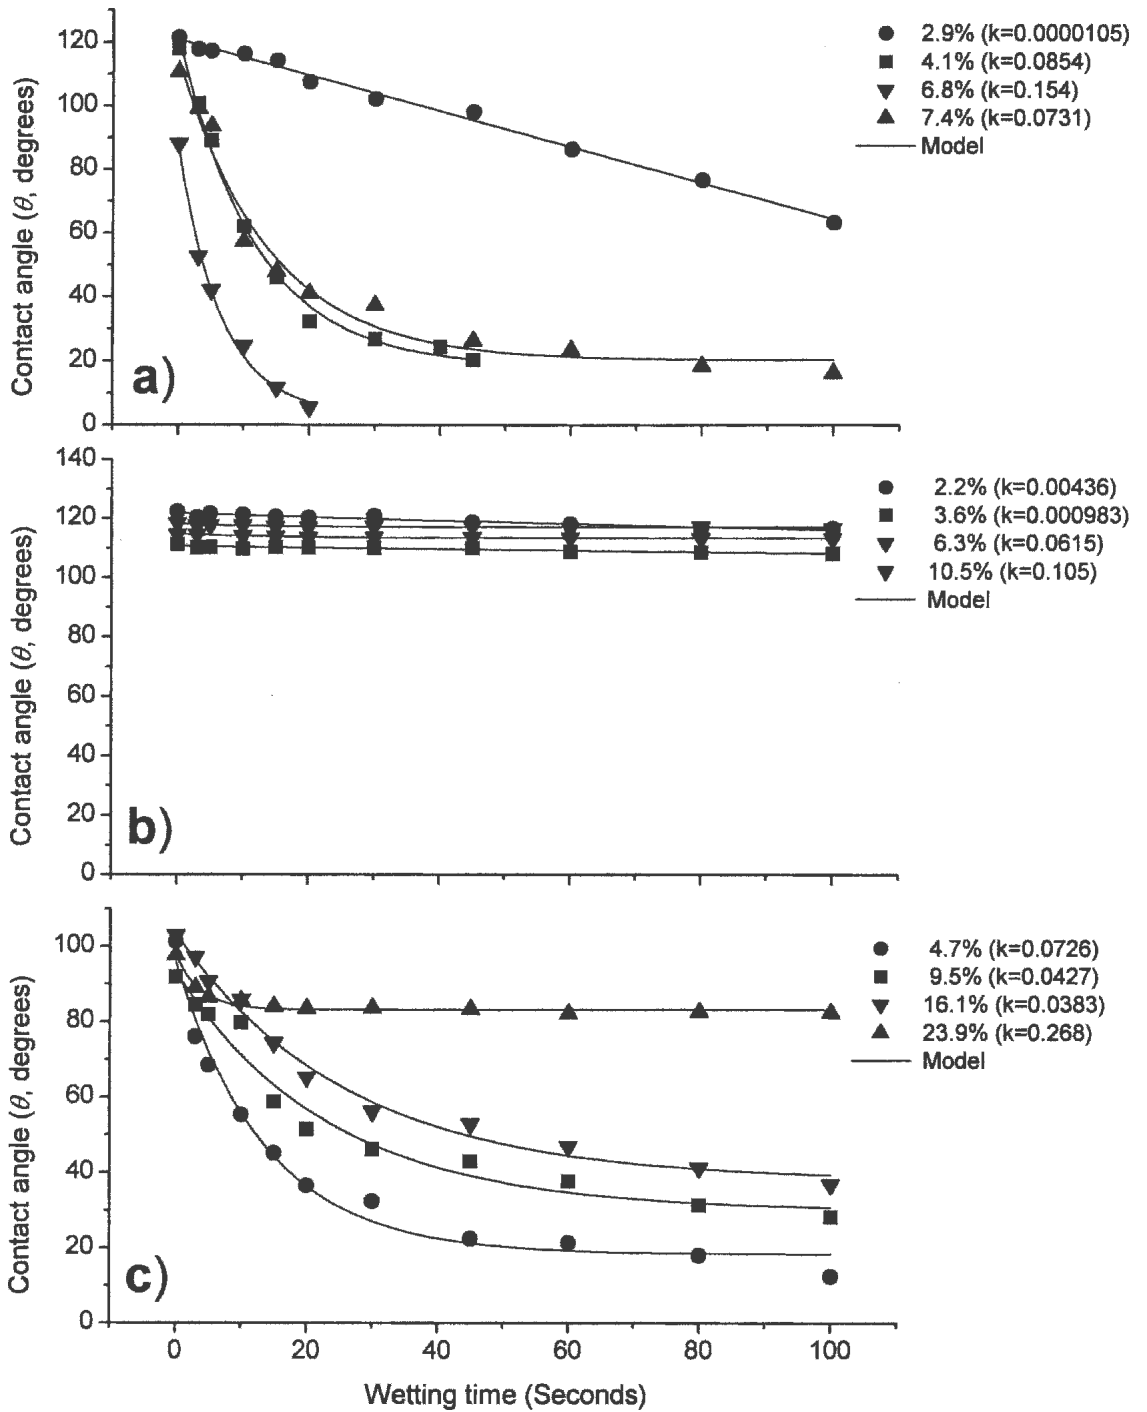 120
100
80
60
40
20
0
Contact angle (θ, degrees)
a)
2.9% (k=0.0000105)
4.1% (k=0.0854)
6.8% (k=0.154)
7.4% (k=0.0731)
Model
140
120
100
80
60
40
20
0
Contact angle (θ, degrees)
b)
2.2% (k=0.00436)
3.6% (k=0.000983)
6.3% (k=0.0615)
10.5% (k=0.105)
Model
100
80
60
40
20
0
Contact angle (θ, degrees)
c)
4.7% (k=0.0726)
9.5% (k=0.0427)
16.1% (k=0.0383)
23.9% (k=0.268)
Model
0 20 40 60 80 100
Wetting time (Seconds)